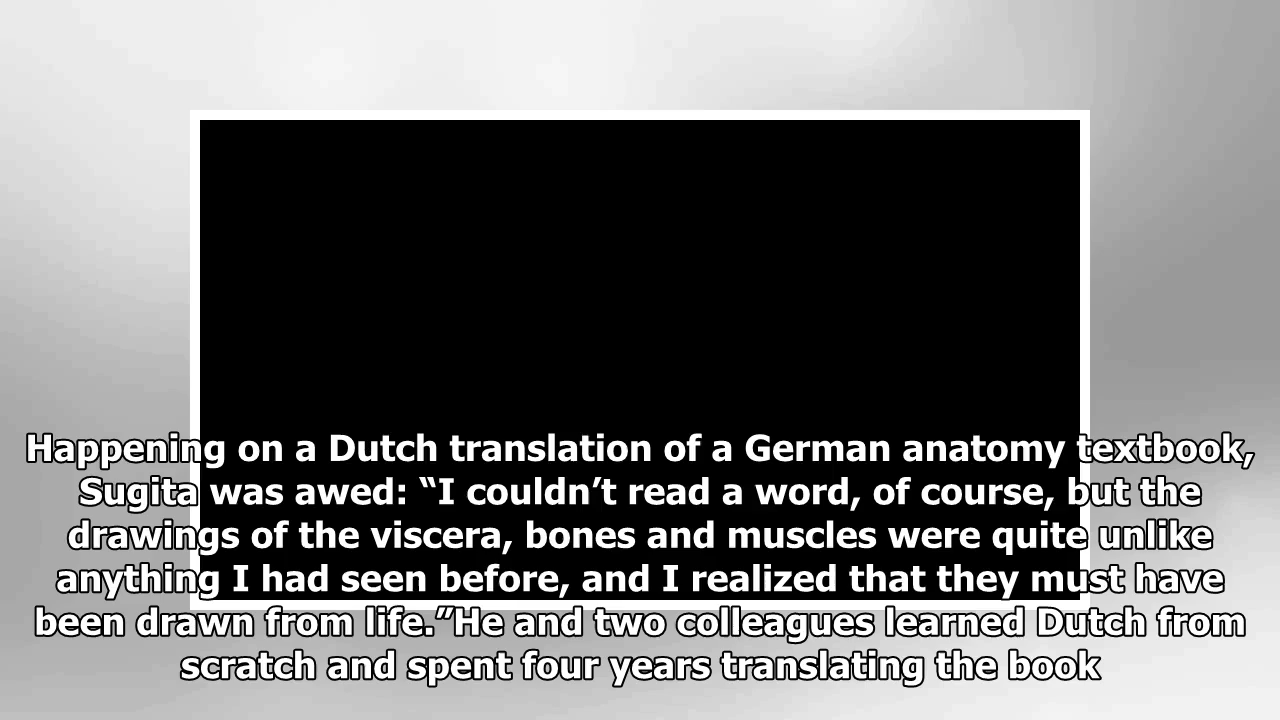 Happening on a Dutch translation of a German anatomy textbook,
Sugita was awed: “I couldn’t read a word, of course, but the
drawings of the viscera, bones and muscles were quite unlike
anything I had seen before, and I realized that they must have
been drawn from life.”He and two colleagues learned Dutch from
scratch and spent four years translating the book